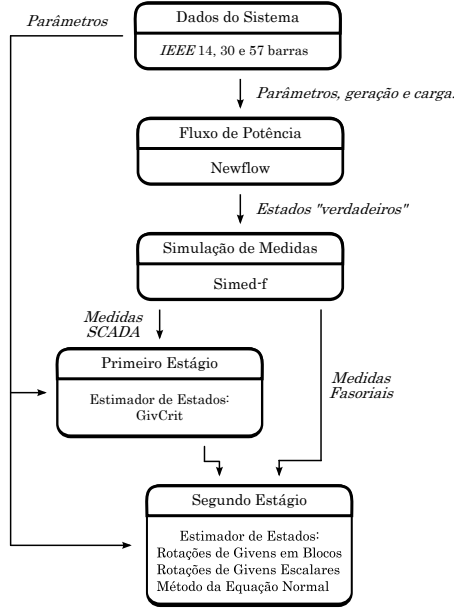 Parâmetros
Dados do Sistema
IEEE 14, 30 e 57 barras
Parâmetros, geração e carga.
Fluxo de Potência
Newflow
Estados "verdadeiros"
Simulação de Medidas
Simed-f
Medidas
SCADA
Primeiro Estágio
Estimador de Estados:
GivCrit
Medidas
Fasoriais
Segundo Estágio
Estimador de Estados:
Rotações de Givens em Blocos
Rotações de Givens Escalares
Método da Equação Normal